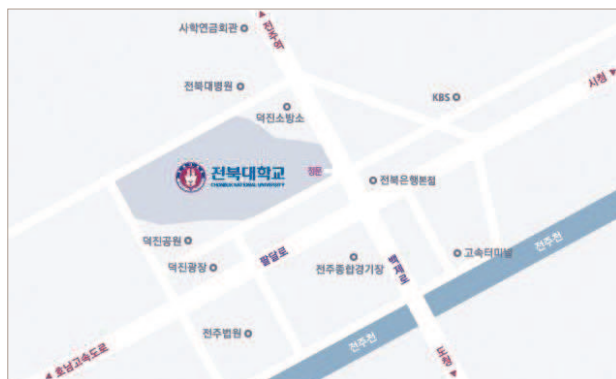 사학연금회관
◀ 전주역
전북대병원
KBS
시청 ▶
덕진소방소
전북대학교
CHONBUK NATIONAL UNIVERSITY
정문
전북은행본점
덕진공원
덕진광장
팔달로
전주종합경기장
백제로
고속터미널
전주천
전주법원
전주천
◀ 호남고속도로
도청 ▶